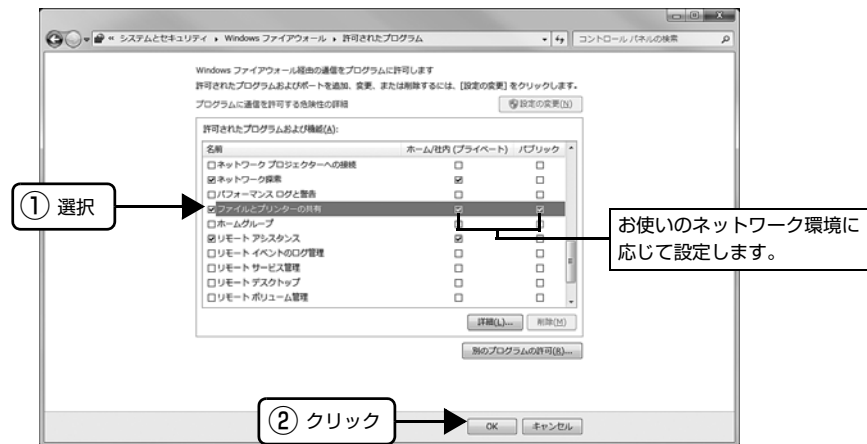 « システムとセキュリティ ▸ Windows ファイアウォール ▸ 許可されたプログラム
コントロール パネルの検索
Windows ファイアウォール経由の通信をプログラムに許可します
許可されたプログラムおよびポートを追加、変更、または削除するには、[設定の変更] をクリックします。
プログラムに通信を許可する危険性の詳細
設定の変更(N)
許可されたプログラムおよび機能(A):
名前 ホーム/社内 (プライベート) パブリック
ネットワーク プロジェクターへの接続
ネットワーク探索
パフォーマンス ログと警告
① 選択
ファイルとプリンターの共有
ホームグループ
リモート アシスタンス
リモート イベントのログ管理
リモート サービス管理
リモート デスクトップ
リモート ボリューム管理
お使いのネットワーク環境に
応じて設定します。
詳細(L)... 削除(M)
別のプログラムの許可(R)...
② クリック
OK キャンセル